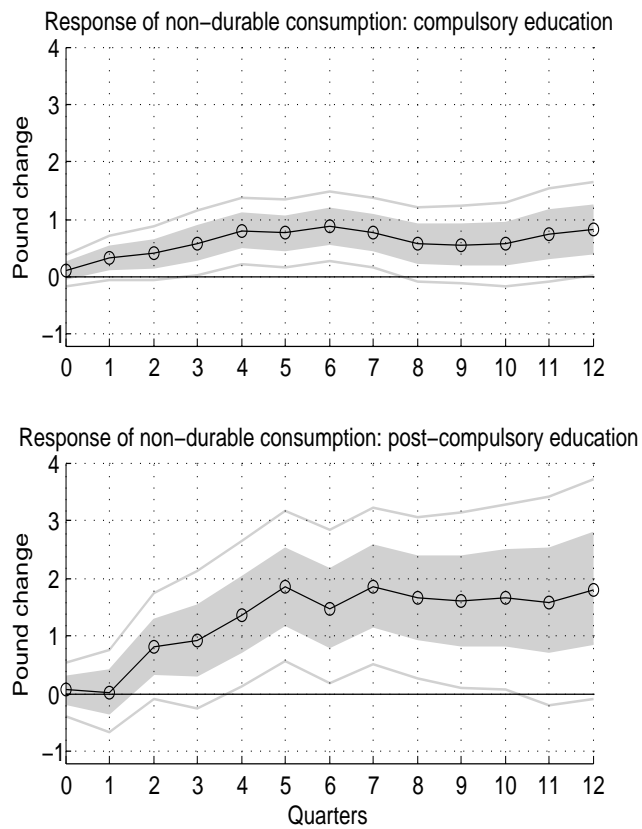 Response of non−durable consumption: compulsory education
4
3
2
1
0
−1
Pound change
0 1 2 3 4 5 6 7 8 9 10 11 12
Response of non−durable consumption: post−compulsory education
4
3
2
1
0
−1
Pound change
0 1 2 3 4 5 6 7 8 9 10 11 12
Quarters